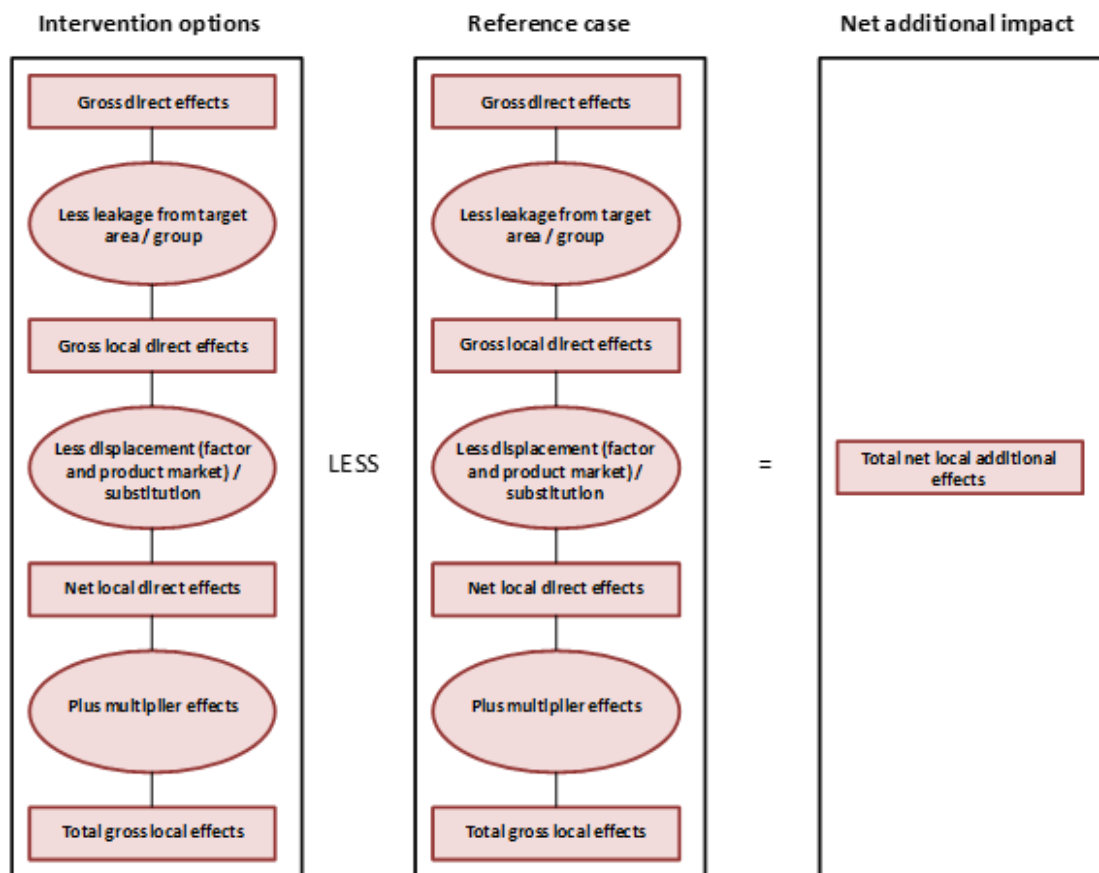 Intervention options
Gross direct effects
Less leakage from target
area / group
Gross local direct effects
Less displacement (factor
and product market) /
substitution
Net local direct effects
Plus multiplier effects
Total gross local effects
LESS
Reference case
Gross direct effects
Less leakage from target
area / group
Gross local direct effects
Less displacement (factor
and product market) /
substitution
Net local direct effects
Plus multiplier effects
Total gross local effects
=
Net additional impact
Total net local additional
effects